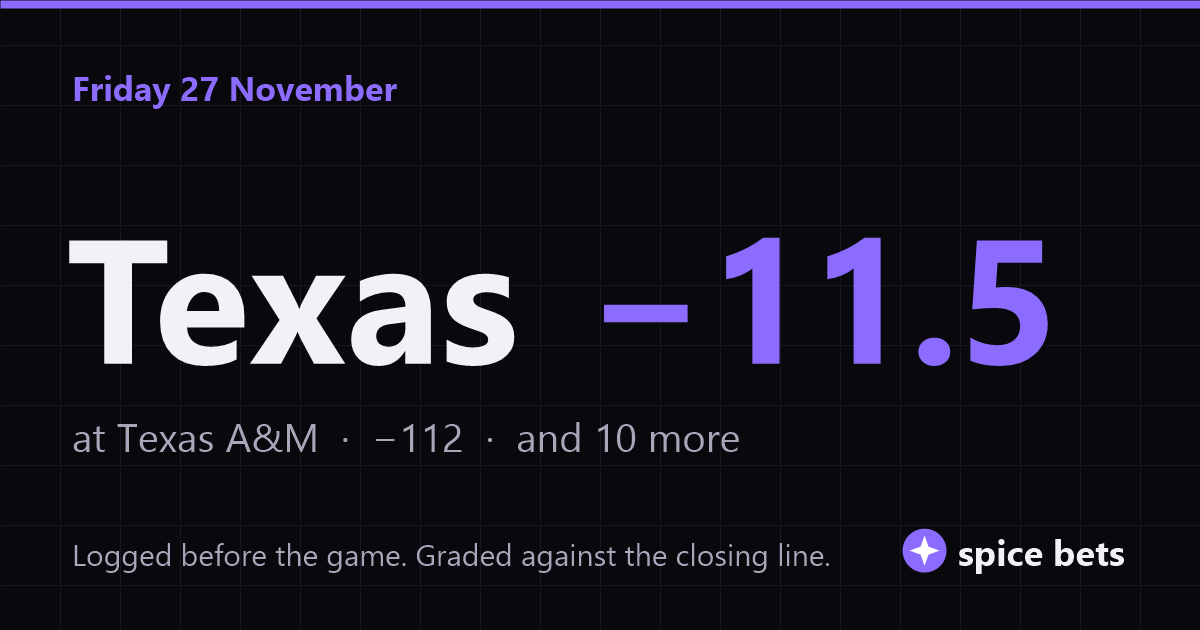 Friday 27 November
Texas −11.5
at Texas A&M · −112 · and 10 more
Logged before the game. Graded against the closing line.
spice bets